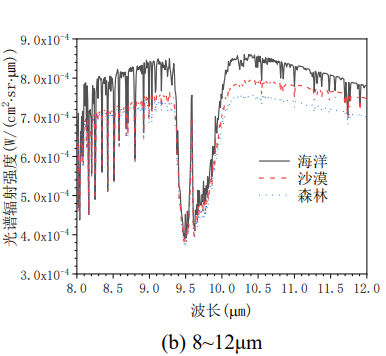 光谱辐射强度(W/(cm²·sr·μm))
9.0x10⁻⁴
8.0x10⁻⁴
7.0x10⁻⁴
6.0x10⁻⁴
5.0x10⁻⁴
4.0x10⁻⁴
3.0x10⁻⁴
海洋
沙漠
森林
8.0 8.5 9.0 9.5 10.0 10.5 11.0 11.5 12.0
波长(μm)
(b) 8~12μm